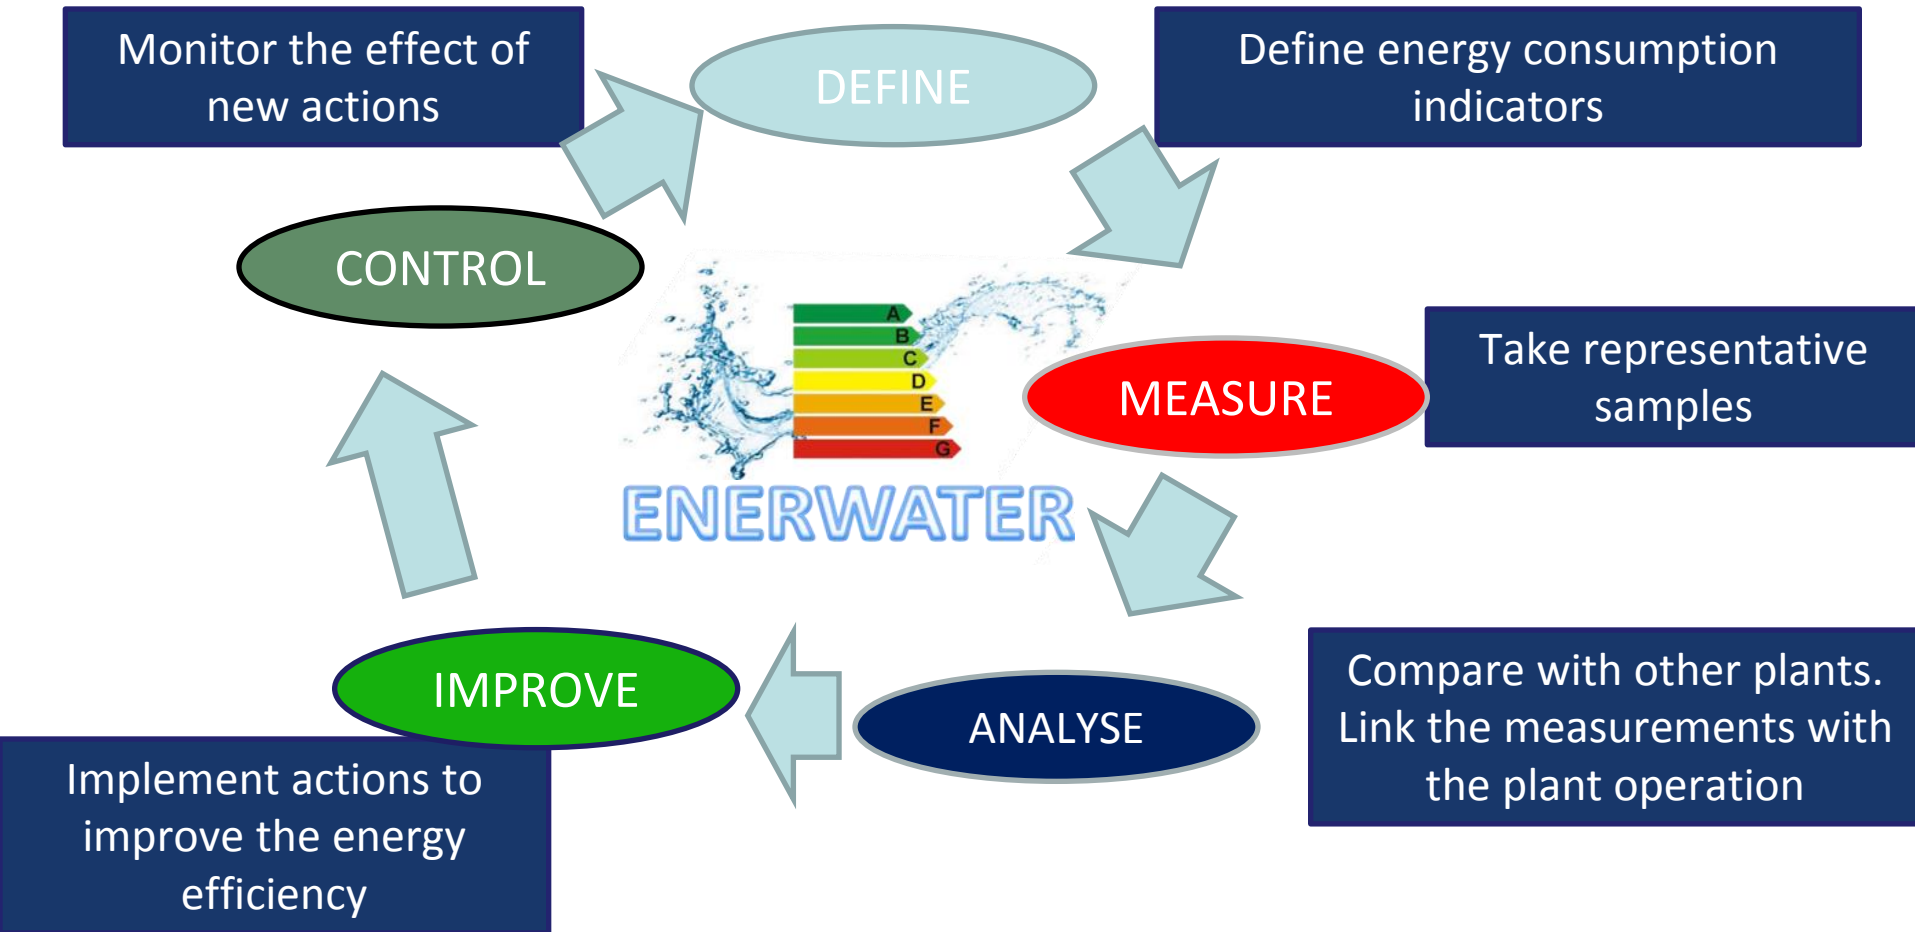 Monitor the effect of
new actions
DEFINE
Define energy consumption
indicators
CONTROL
A
B
C
D
E
F
G
ENERWATER
MEASURE
Take representative
samples
IMPROVE
Implement actions to
improve the energy
efficiency
ANALYSE
Compare with other plants.
Link the measurements with
the plant operation